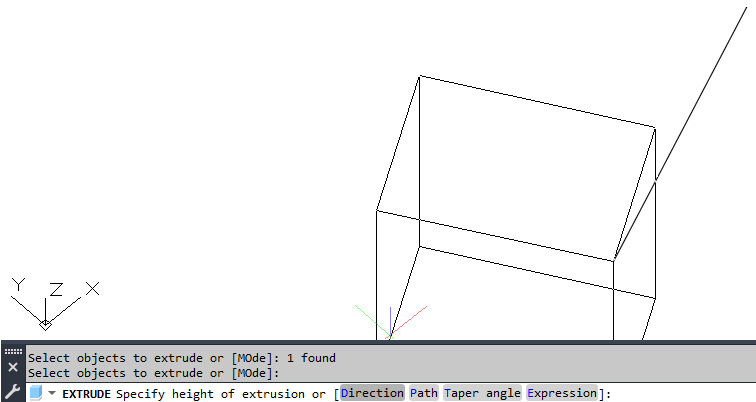 Y Z X
Select objects to extrude or [MOde]: 1 found
Select objects to extrude or [MOde]:
EXTRUDE Specify height of extrusion or [Direction Path Taper angle Expression]: